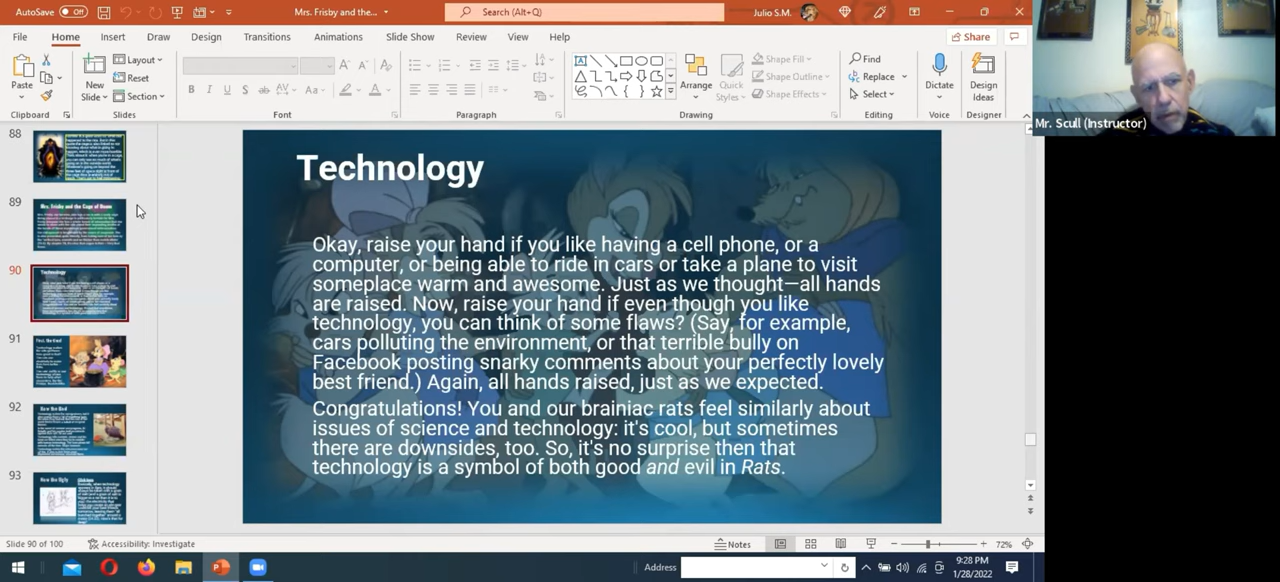 AutoSave Off Mrs. Frisby and the... Search (Alt+Q) Julio S.M.
File Home Insert Draw Design Transitions Animations Slide Show Review View Help Share
Paste New Slide Layout Reset Section Arrange Quick Styles Shape Fill Shape Outline Shape Effects Find Replace Select Dictate Design Ideas
Clipboard Slides Font Paragraph Drawing Editing Voice Designer
Mr. Scull (Instructor)
88
89
Mrs. Frisby and the Cage of Doom
90
Technology
91
92
93
Technology
Okay, raise your hand if you like having a cell phone, or a
computer, or being able to ride in cars or take a plane to visit
someplace warm and awesome. Just as we thought—all hands
are raised. Now, raise your hand if even though you like
technology, you can think of some flaws? (Say, for example,
cars polluting the environment, or that terrible bully on
Facebook posting snarky comments about your perfectly lovely
best friend.) Again, all hands raised, just as we expected.
Congratulations! You and our brainiac rats feel similarly about
issues of science and technology: it's cool, but sometimes
there are downsides, too. So, it's no surprise then that
technology is a symbol of both good and evil in Rats.
Slide 90 of 100 Accessibility: Investigate Notes 72%
Address 9:28 PM
1/28/2022